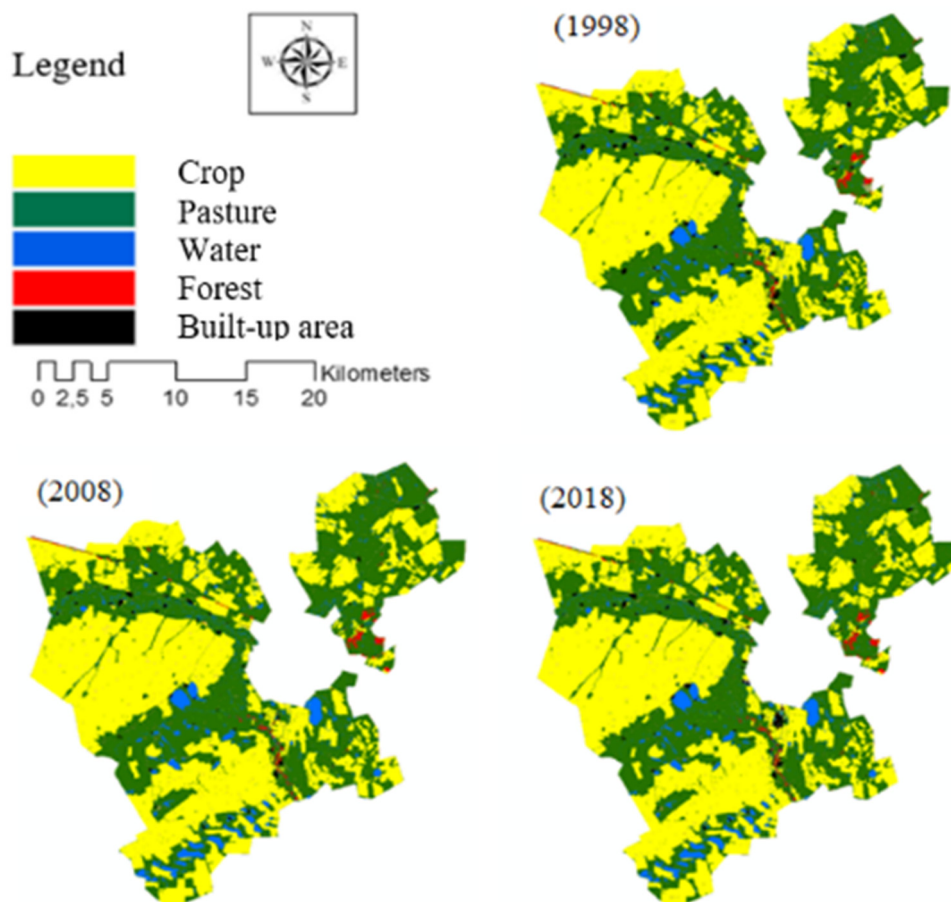 Legend
N
W E
S
Crop
Pasture
Water
Forest
Built-up area
Kilometers
0 2,5 5 10 15 20
(1998)
(2008)
(2018)